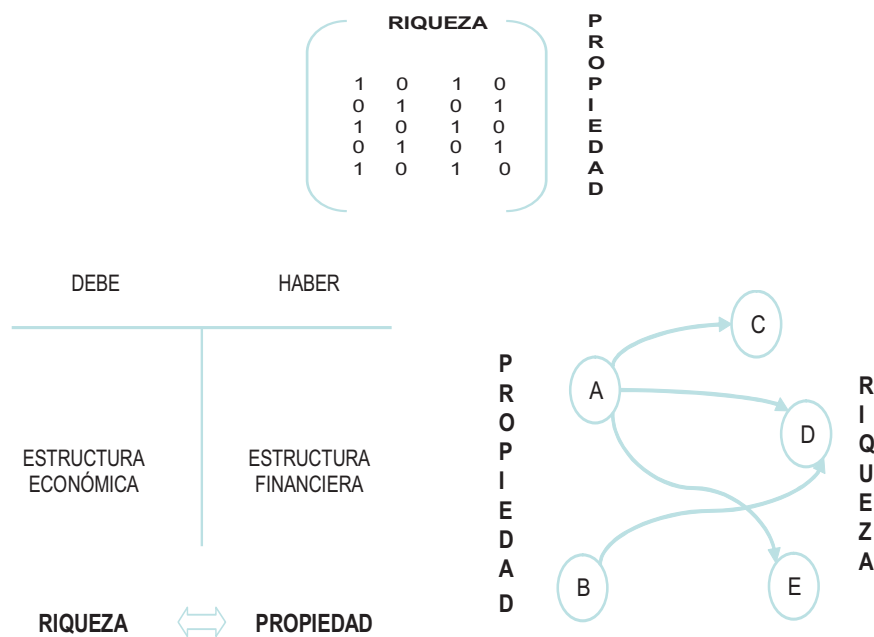 RIQUEZA
PROPIEDAD
1 0 1 0
0 1 0 1
1 0 1 0
0 1 0 1
1 0 1 0
DEBE HABER
ESTRUCTURA
ECONÓMICA
ESTRUCTURA
FINANCIERA
RIQUEZA PROPIEDAD
PROPIEDAD
A
B
C
D
E
RIQUEZA